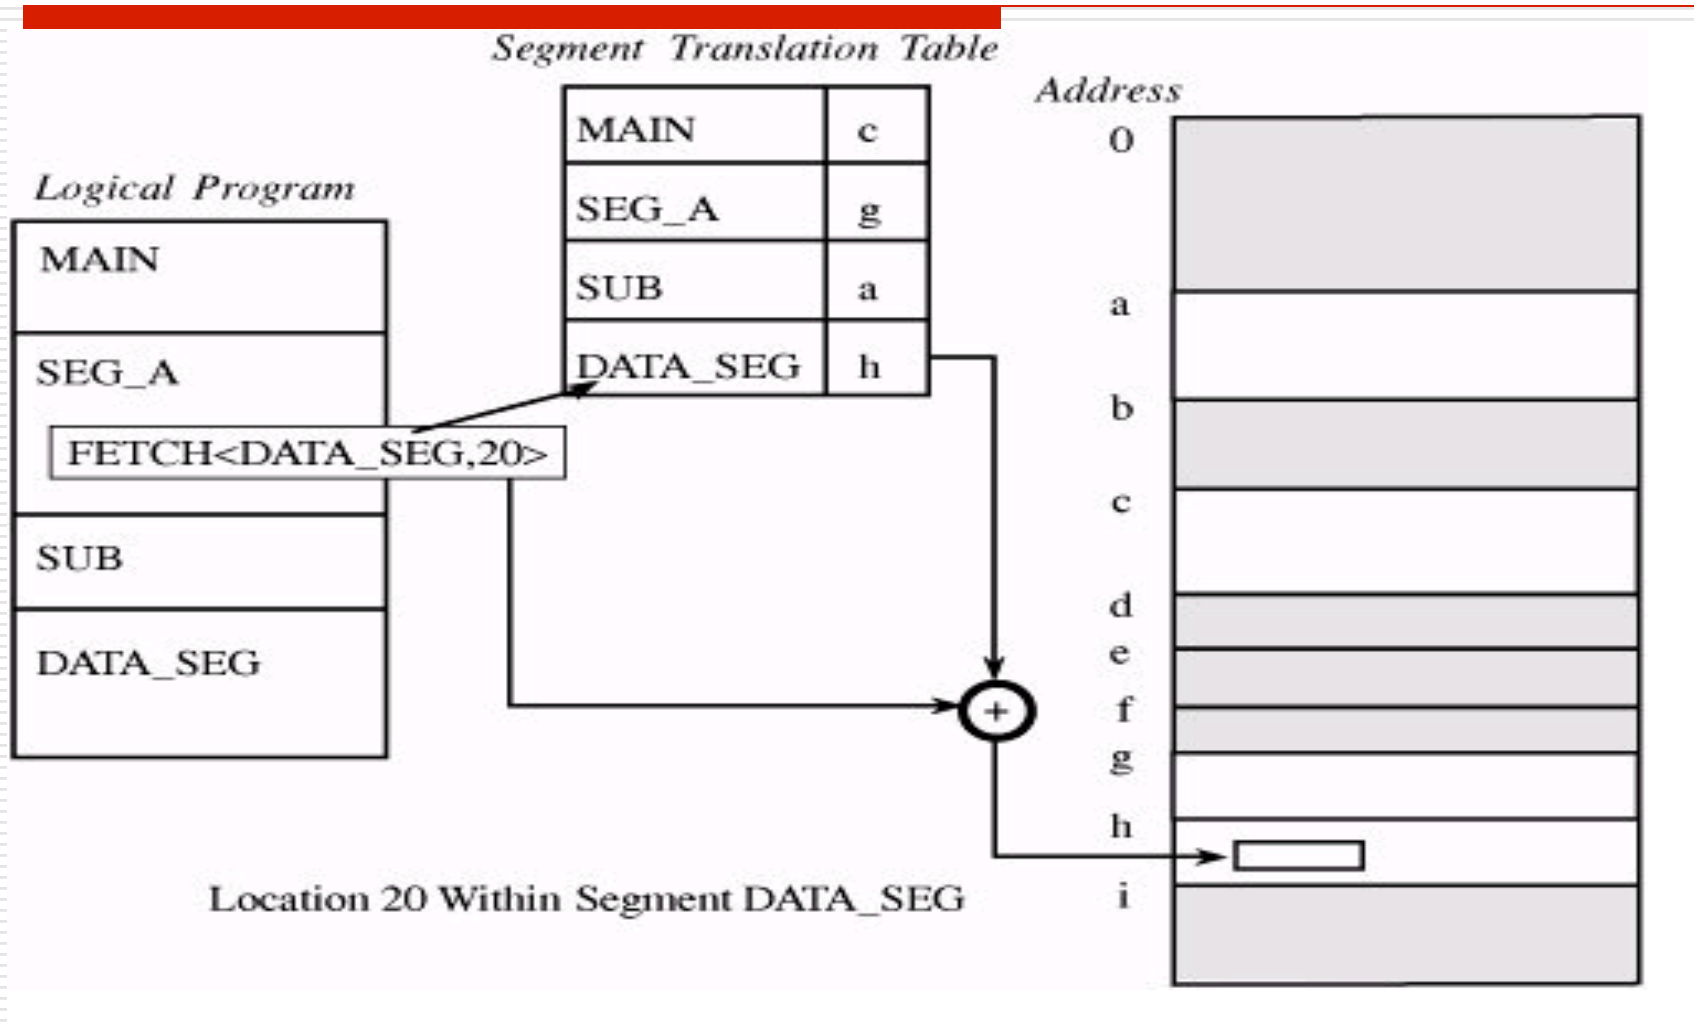 Segment Translation Table
MAIN c
SEG_A g
SUB a
DATA_SEG h
Logical Program
MAIN
SEG_A
FETCH<DATA_SEG,20>
SUB
DATA_SEG
+
Address
0
a
b
c
d
e
f
g
h
i
Location 20 Within Segment DATA_SEG